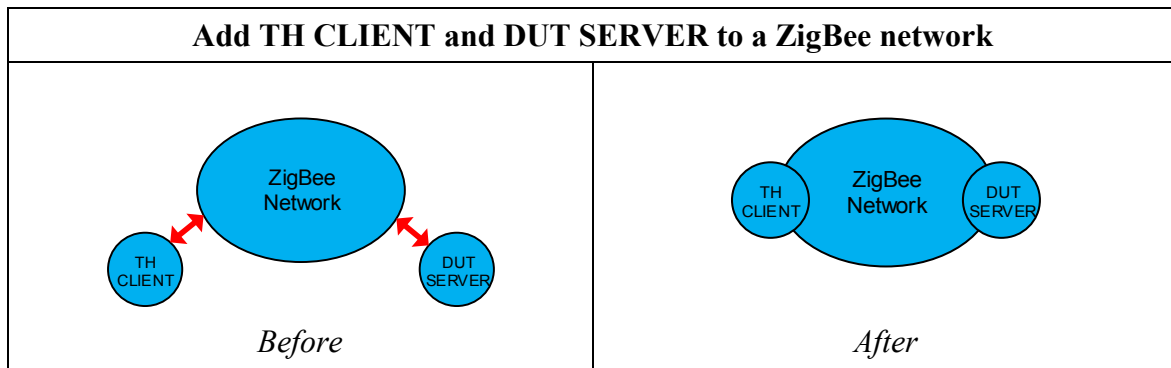 Add TH CLIENT and DUT SERVER to a ZigBee network
ZigBee
Network
TH
CLIENT
DUT
SERVER
Before
ZigBee
Network
TH
CLIENT
DUT
SERVER
After